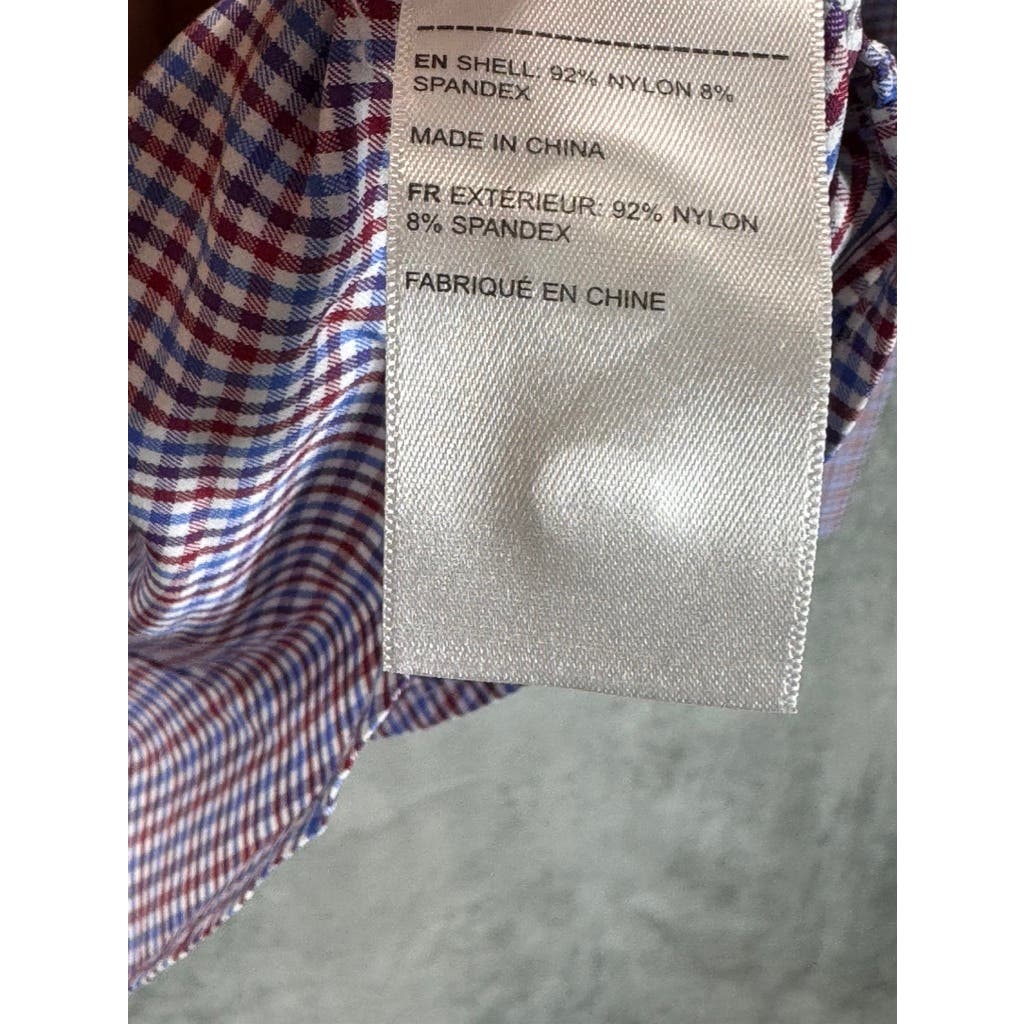 EN SHELL: 92% NYLON 8%
SPANDEX
MADE IN CHINA
FR EXTÉRIEUR: 92% NYLON
8% SPANDEX
FABRIQUÉ EN CHINE